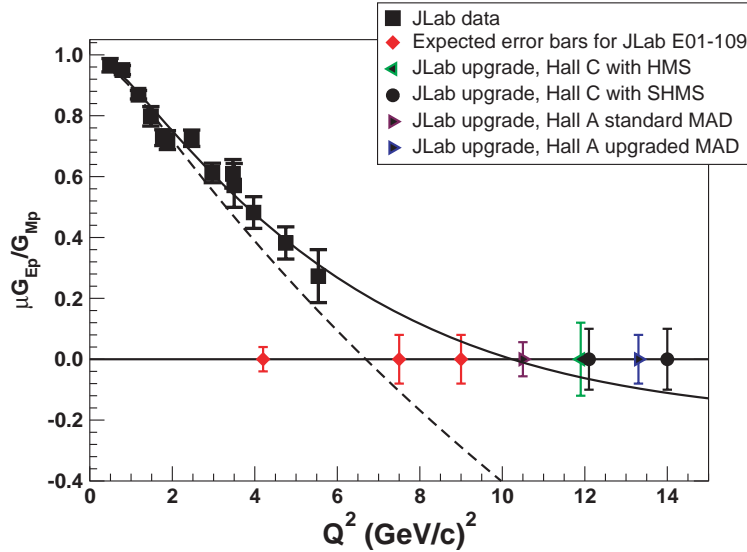 JLab data
Expected error bars for JLab E01-109
JLab upgrade, Hall C with HMS
JLab upgrade, Hall C with SHMS
JLab upgrade, Hall A standard MAD
JLab upgrade, Hall A upgraded MAD
μG_Ep/G_Mp
1.0
0.8
0.6
0.4
0.2
0.0
-0.2
-0.4
0 2 4 6 8 10 12 14
Q² (GeV/c)²